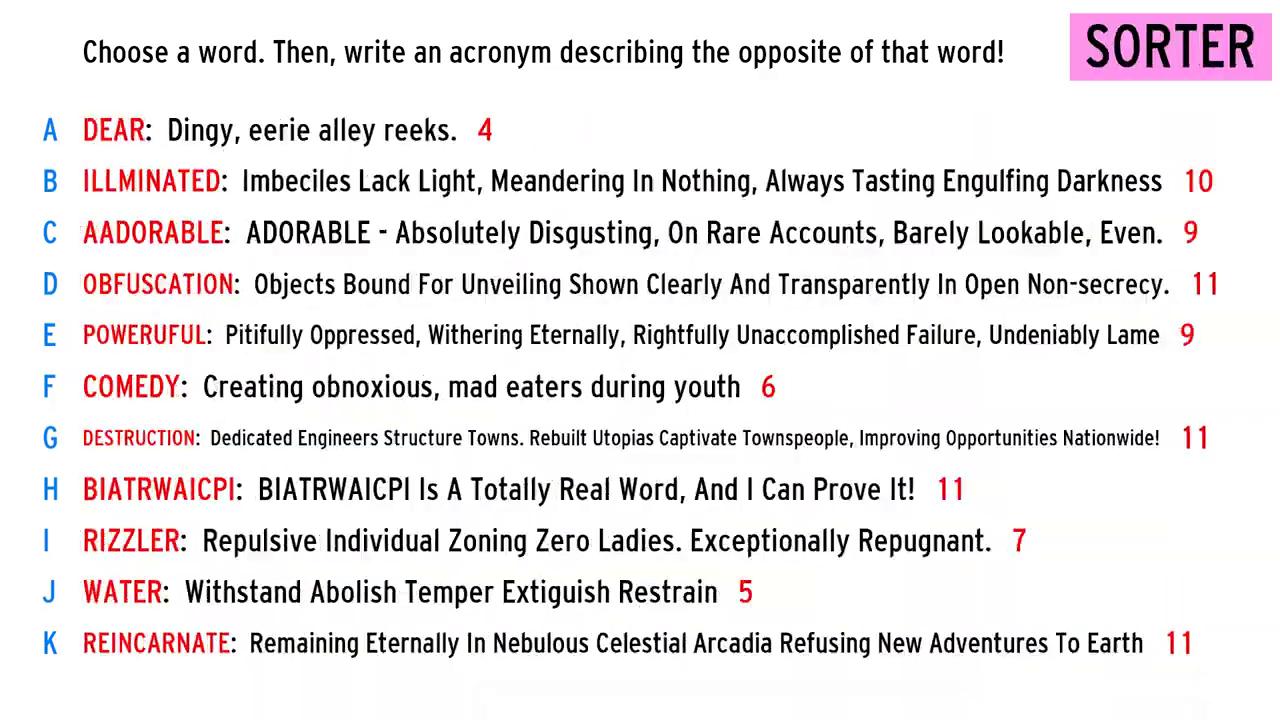 Choose a word. Then, write an acronym describing the opposite of that word!
SORTER
A DEAR: Dingy, eerie alley reeks. 4
B ILLMINATED: Imbeciles Lack Light, Meandering In Nothing, Always Tasting Engulfing Darkness 10
C AADORABLE: ADORABLE - Absolutely Disgusting, On Rare Accounts, Barely Lookable, Even. 9
D OBFUSCATION: Objects Bound For Unveiling Shown Clearly And Transparently In Open Non-secrecy. 11
E POWERUFUL: Pitifully Oppressed, Withering Eternally, Rightfully Unaccomplished Failure, Undeniably Lame 9
F COMEDY: Creating obnoxious, mad eaters during youth 6
G DESTRUCTION: Dedicated Engineers Structure Towns. Rebuilt Utopias Captivate Townspeople, Improving Opportunities Nationwide! 11
H BIATRWAICPI: BIATRWAICPI Is A Totally Real Word, And I Can Prove It! 11
I RIZZLER: Repulsive Individual Zoning Zero Ladies. Exceptionally Repugnant. 7
J WATER: Withstand Abolish Temper Extiguish Restrain 5
K REINCARNATE: Remaining Eternally In Nebulous Celestial Arcadia Refusing New Adventures To Earth 11